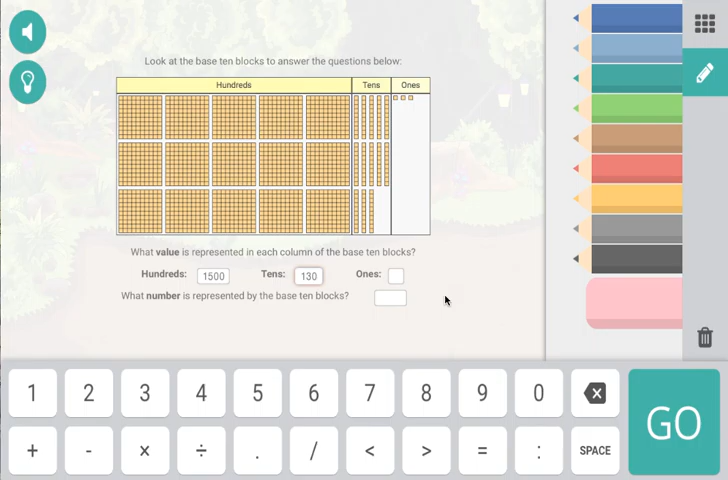 Look at the base ten blocks to answer the questions below:
Hundreds Tens Ones
What value is represented in each column of the base ten blocks?
Hundreds: 1500 Tens: 130 Ones:
What number is represented by the base ten blocks?
1 2 3 4 5 6 7 8 9 0
+ - × ÷ . / < > = : SPACE
GO